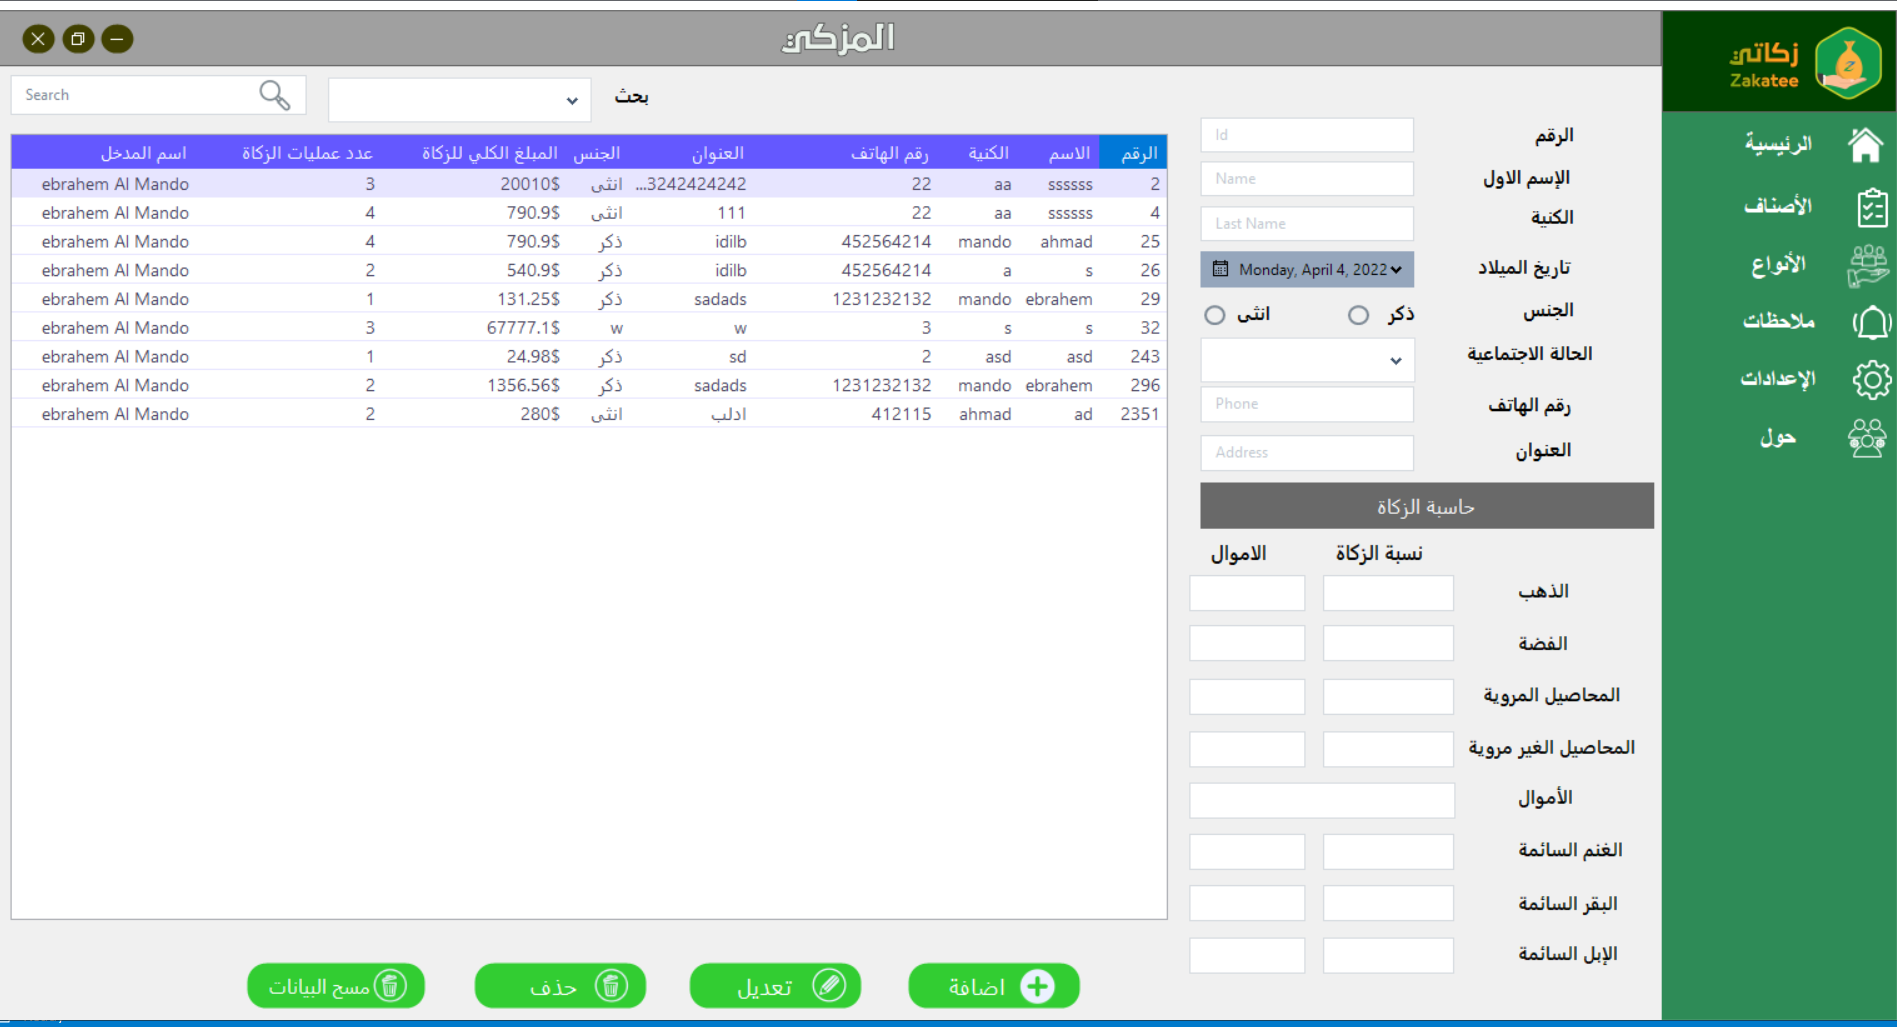 المزكي
زكاتي
Zakatee
الرئيسية
الأصناف
الأنواع
ملاحظات
الإعدادات
حول
بحث
Search
الرقم الاسم الكنية رقم الهاتف العنوان الجنس المبلغ الكلي للزكاة عدد عمليات الزكاة اسم المدخل
2 ssssss aa 22 3242424242... انثى 20010$ 3 ebrahem Al Mando
4 ssssss aa 22 111 انثى 790.9$ 4 ebrahem Al Mando
25 ahmad mando 452564214 idilb ذكر 790.9$ 4 ebrahem Al Mando
26 s a 452564214 idilb ذكر 540.9$ 2 ebrahem Al Mando
29 ebrahem mando 1231232132 sadads ذكر 131.25$ 1 ebrahem Al Mando
32 s s 3 w w 67777.1$ 3 ebrahem Al Mando
243 asd asd 2 sd ذكر 24.98$ 1 ebrahem Al Mando
296 ebrahem mando 1231232132 sadads ذكر 1356.56$ 2 ebrahem Al Mando
2351 ad ahmad 412115 ادلب انثى 280$ 2 ebrahem Al Mando
الرقم Id
الإسم الاول Name
الكنية Last Name
تاريخ الميلاد Monday, April 4, 2022
الجنس ذكر انثى
الحالة الاجتماعية
رقم الهاتف Phone
العنوان Address
حاسبة الزكاة
نسبة الزكاة الاموال
الذهب
الفضة
المحاصيل المروية
المحاصيل الغير مروية
الأموال
الغنم السائمة
البقر السائمة
الإبل السائمة
اضافة
تعديل
حذف
مسح البيانات